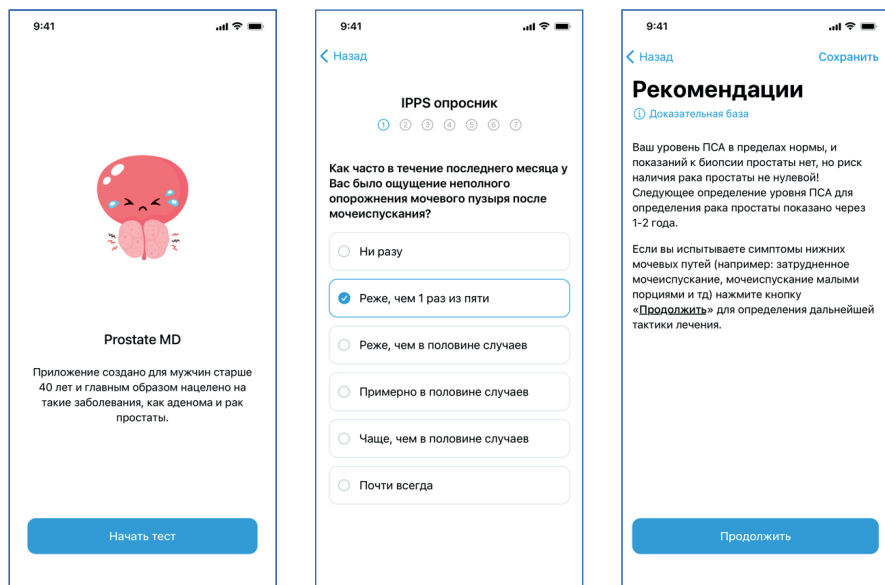 9:41
Prostate MD
Приложение создано для мужчин старше
40 лет и главным образом нацелено на
такие заболевания, как аденома и рак
простаты.
Начать тест
9:41
Назад
IPPS опросник
1 2 3 4 5 6 7
Как часто в течение последнего месяца у
Вас было ощущение неполного
опорожнения мочевого пузыря после
мочеиспускания?
Ни разу
Реже, чем 1 раз из пяти
Реже, чем в половине случаев
Примерно в половине случаев
Чаще, чем в половине случаев
Почти всегда
9:41
Назад
Сохранить
Рекомендации
Доказательная база
Ваш уровень ПСА в пределах нормы, и
показаний к биопсии простаты нет, но риск
наличия рака простаты не нулевой!
Следующее определение уровня ПСА для
определения рака простаты показано через
1-2 года.
Если вы испытываете симптомы нижних
мочевых путей (например: затрудненное
мочеиспускание, мочеиспускание малыми
порциями и тд) нажмите кнопку
«Продолжить» для определения дальнейшей
тактики лечения.
Продолжить